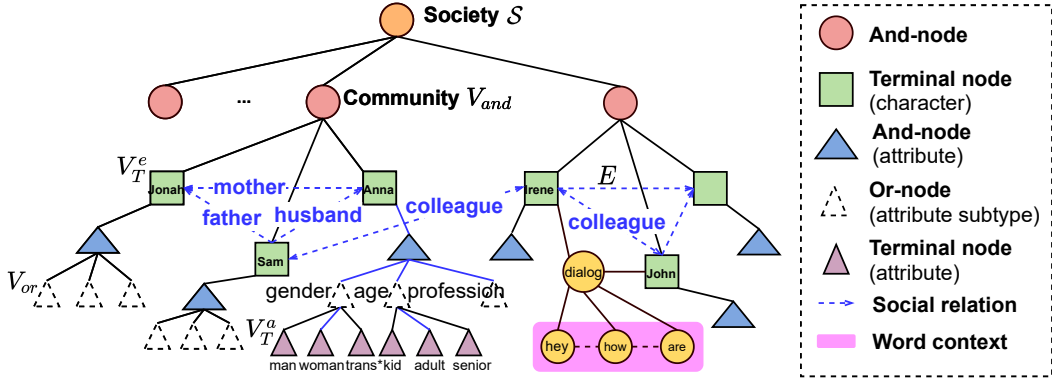 Society S
...
Community V_and
V_T^e
Jonah
mother
Anna
father
husband
colleague
Sam
V_or
gender
age
profession
V_T^a
man
woman
trans*
kid
adult
senior
Irene
E
colleague
dialog
John
hey
how
are
And-node
Terminal node
(character)
And-node
(attribute)
Or-node
(attribute subtype)
Terminal node
(attribute)
Social relation
Word context